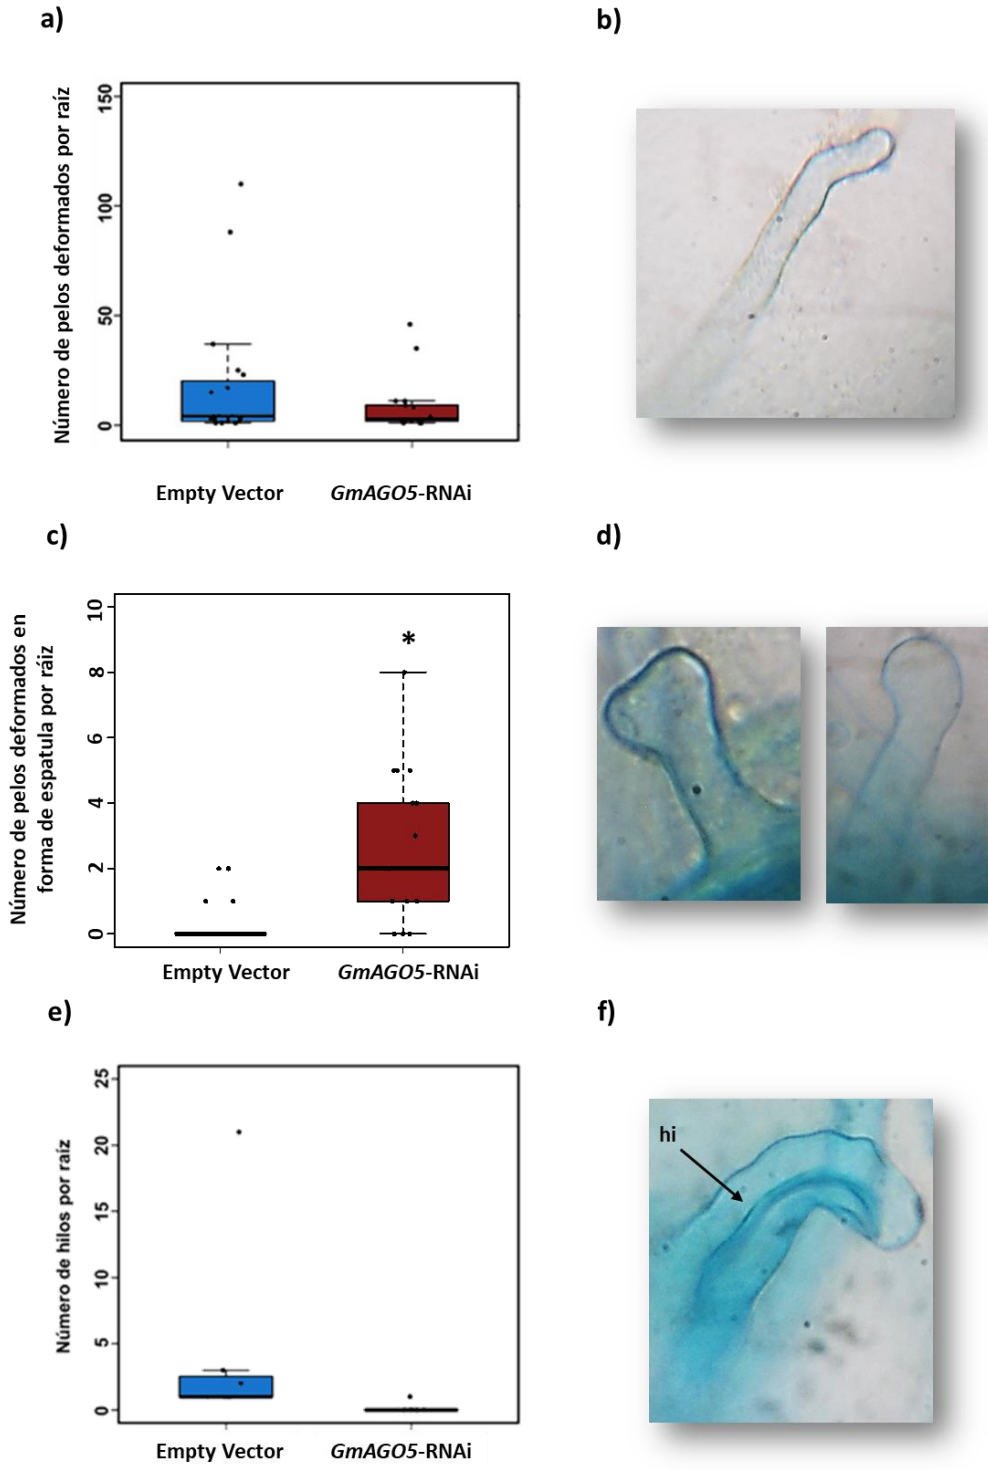 a)
b)
Número de pelos deformados por raíz
150
100
50
0
Empty Vector
GmAGO5-RNAi
c)
d)
Número de pelos deformados en
forma de espatula por ráiz
10
8
6
4
2
0
*
Empty Vector
GmAGO5-RNAi
e)
f)
Número de hilos por raíz
25
20
15
10
5
0
Empty Vector
GmAGO5-RNAi
hi